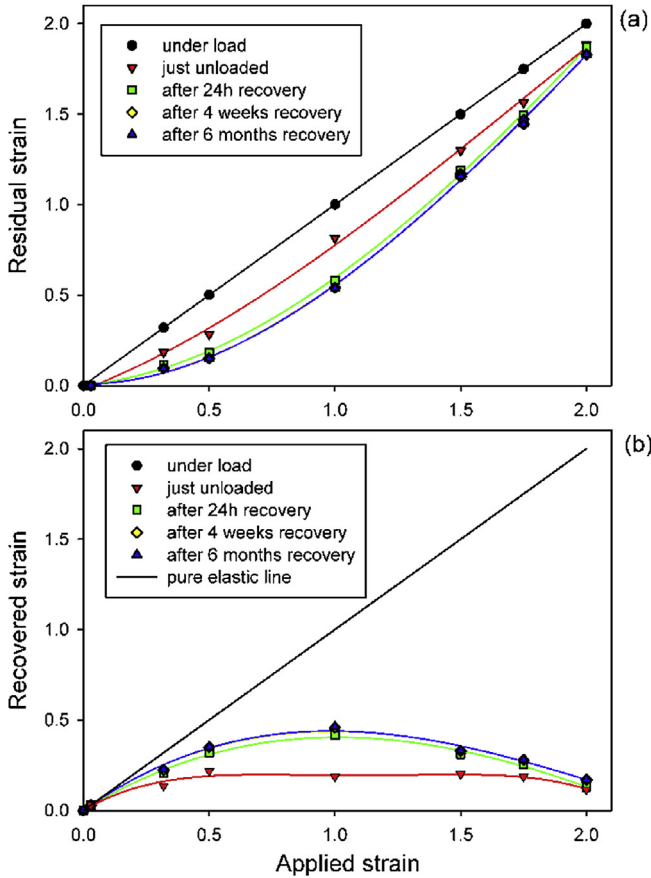 (a)
2.0
1.5
1.0
0.5
0.0
Residual strain
under load
just unloaded
after 24h recovery
after 4 weeks recovery
after 6 months recovery
0.0 0.5 1.0 1.5 2.0
(b)
2.0
1.5
1.0
0.5
0.0
Recovered strain
under load
just unloaded
after 24h recovery
after 4 weeks recovery
after 6 months recovery
pure elastic line
0.0 0.5 1.0 1.5 2.0
Applied strain